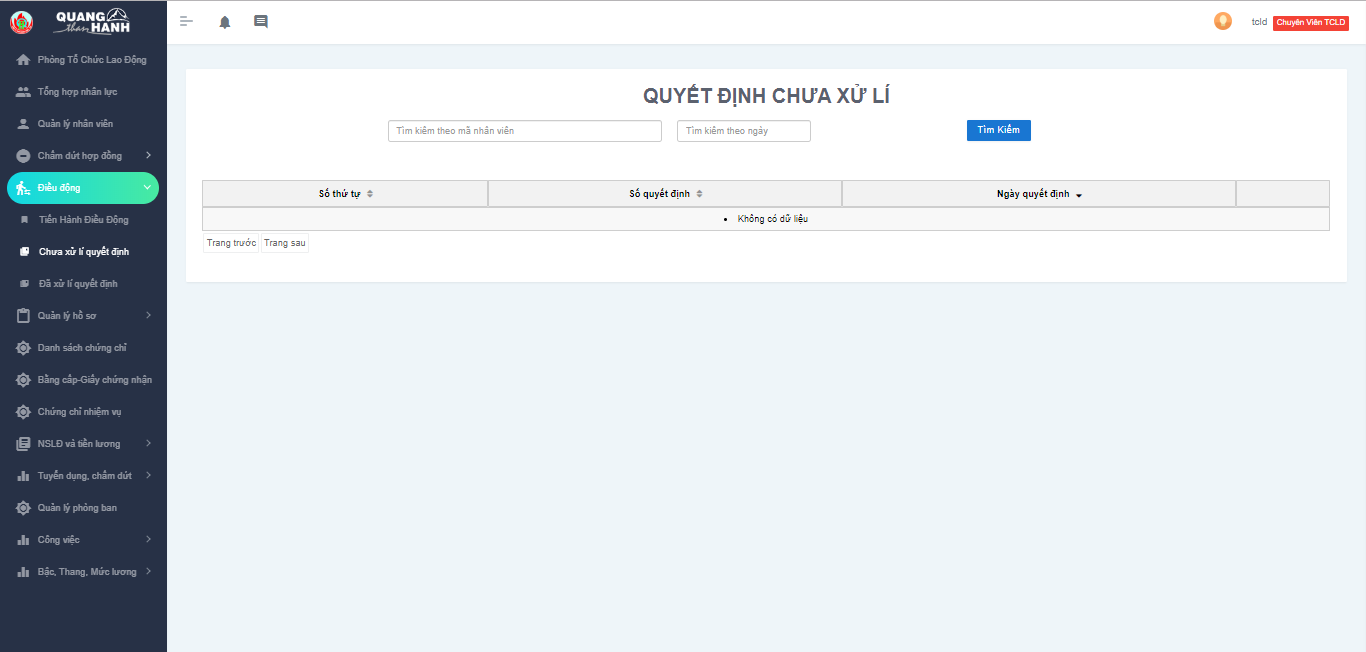 QUANG
than HANH
tcld Chuyên Viên TCLD
Phòng Tổ Chức Lao Động
Tổng hợp nhân lực
Quản lý nhân viên
Chấm dứt hợp đồng
Điều động
Tiến Hành Điều Động
Chưa xử lí quyết định
Đã xử lí quyết định
Quản lý hồ sơ
Danh sách chứng chỉ
Bằng cấp-Giấy chứng nhận
Chứng chỉ nhiệm vụ
NSLĐ và tiền lương
Tuyển dụng, chấm dứt
Quản lý phòng ban
Công việc
Bậc, Thang, Mức lương
QUYẾT ĐỊNH CHƯA XỬ LÍ
Tìm kiếm theo mã nhân viên Tìm kiếm theo ngày Tìm Kiếm
Số thứ tự Số quyết định Ngày quyết định
• Không có dữ liệu
Trang trước Trang sau